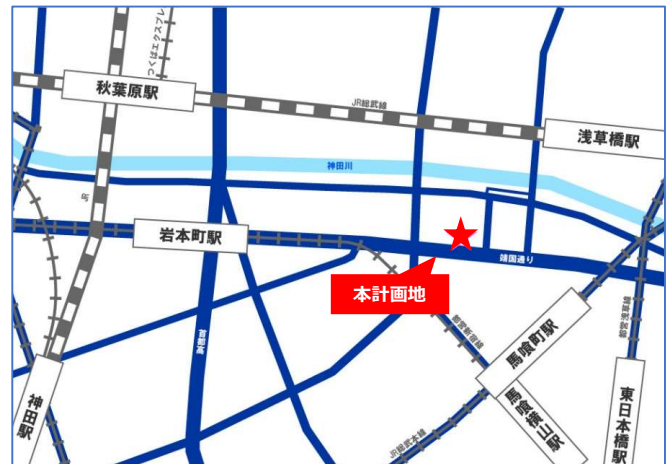 つくばエクスプレ
秋葉原駅
JR総武線
浅草橋駅
神田川
JR
岩本町駅
靖国通り
本計画地
首都高
都営新宿線
都営浅草線
馬喰町駅
神田駅
馬喰横山駅
東日本橋駅
JR総武本線